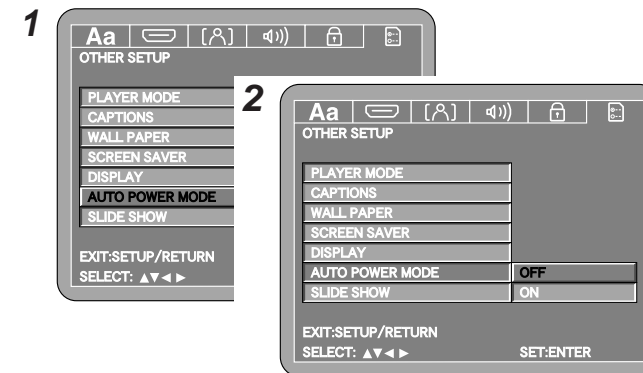 1
Aa
OTHER SETUP
PLAYER MODE
CAPTIONS
WALL PAPER
SCREEN SAVER
DISPLAY
AUTO POWER MODE
SLIDE SHOW
EXIT:SETUP/RETURN
SELECT: ▲▼◄►
2
Aa
OTHER SETUP
PLAYER MODE
CAPTIONS
WALL PAPER
SCREEN SAVER
DISPLAY
AUTO POWER MODE OFF
SLIDE SHOW ON
EXIT:SETUP/RETURN
SELECT: ▲▼◄► SET:ENTER